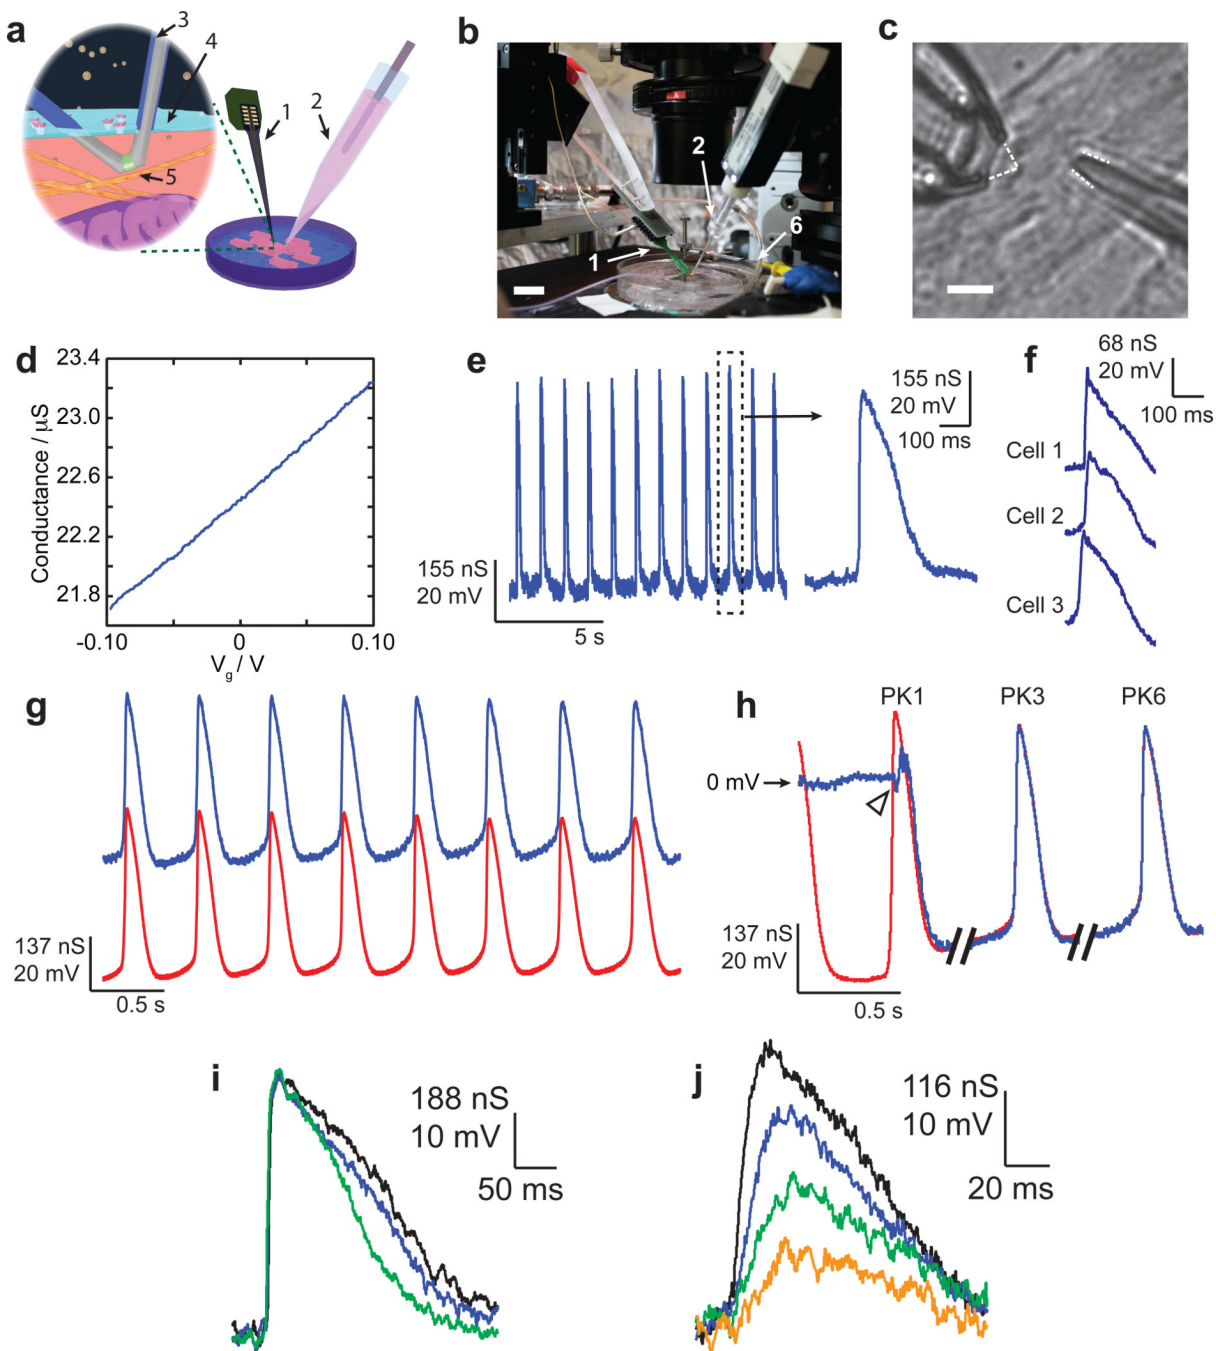 a
3
4
1
2
5
b
2
1
6
c
d
23.4
23.0
22.6
22.2
21.8
Conductance / μS
-0.10
0
0.10
Vg / V
e
155 nS
20 mV
5 s
155 nS
20 mV
100 ms
f
68 nS
20 mV
100 ms
Cell 1
Cell 2
Cell 3
g
137 nS
20 mV
0.5 s
h
PK1
PK3
PK6
0 mV
137 nS
20 mV
0.5 s
i
188 nS
10 mV
50 ms
j
116 nS
10 mV
20 ms